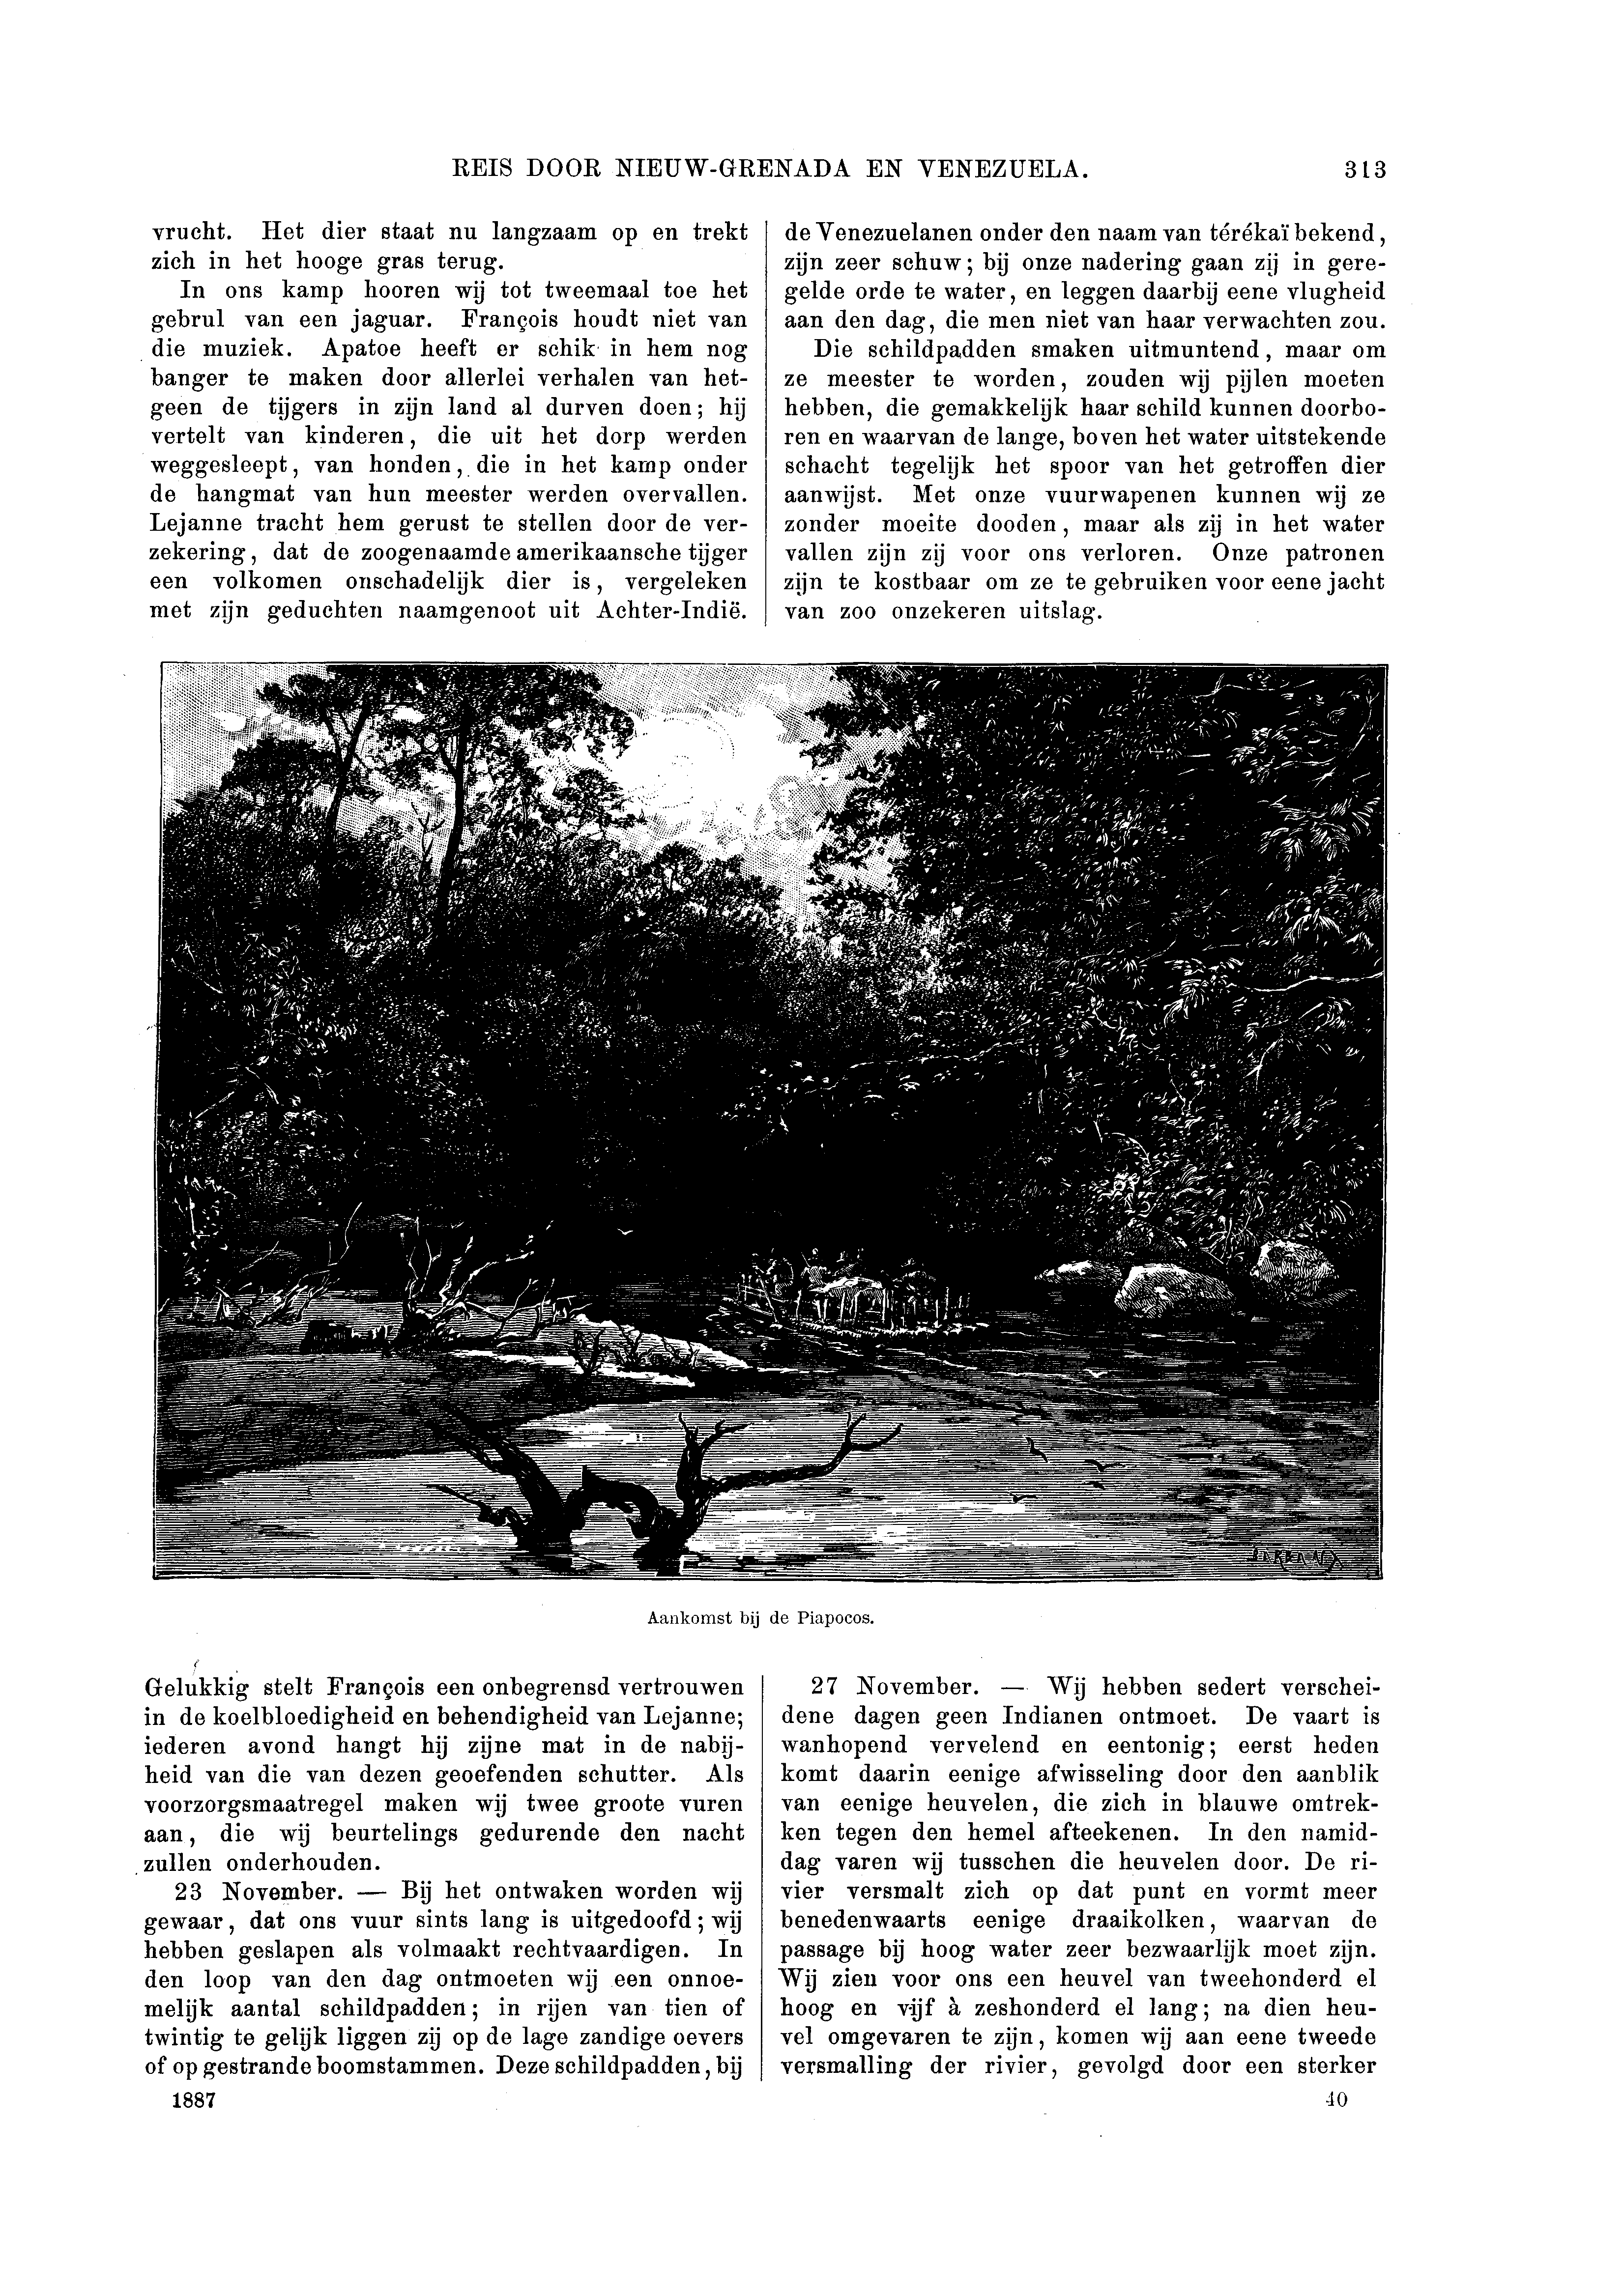 REIS DOOR NIEUW-GRENADA EN VENEZUELA. 313
vrucht. Het dier staat nu langzaam op en trekt
zich in het hooge gras terug.
In ons kamp hooren wij tot tweemaal toe het
gebrul van een jaguar. François houdt niet van
die muziek. Apatoe heeft er schik in hem nog
banger te maken door allerlei verhalen van het-
geen de tijgers in zijn land al durven doen; hij
vertelt van kinderen, die uit het dorp werden
weggesleept, van honden, die in het kamp onder
de hangmat van hun meester werden overvallen.
Lejanne tracht hem gerust te stellen door de ver-
zekering, dat de zoogenaamde amerikaansche tijger
een volkomen onschadelijk dier is, vergeleken
met zijn geduchten naamgenoot uit Achter-Indië.
Gelukkig stelt François een onbegrensd vertrouwen
in de koelbloedigheid en behendigheid van Lejanne;
iederen avond hangt hij zijne mat in de nabij-
heid van die van dezen geoefenden schutter. Als
voorzorgsmaatregel maken wij twee groote vuren
aan, die wij beurtelings gedurende den nacht
zullen onderhouden.
23 November. — Bij het ontwaken worden wij
gewaar, dat ons vuur sints lang is uitgedoofd; wij
hebben geslapen als volmaakt rechtvaardigen. In
den loop van den dag ontmoeten wij een onnoe-
melijk aantal schildpadden; in rijen van tien of
twintig te gelijk liggen zij op de lage zandige oevers
of op gestrande boomstammen. Deze schildpadden, bij
de Venezuelanen onder den naam van térékaï bekend,
zijn zeer schuw; bij onze nadering gaan zij in gere-
gelde orde te water, en leggen daarbij eene vlugheid
aan den dag, die men niet van haar verwachten zou.
Die schildpadden smaken uitmuntend, maar om
ze meester te worden, zouden wij pijlen moeten
hebben, die gemakkelijk haar schild kunnen doorbo-
ren en waarvan de lange, boven het water uitstekende
schacht tegelijk het spoor van het getroffen dier
aanwijst. Met onze vuurwapenen kunnen wij ze
zonder moeite dooden, maar als zij in het water
vallen zijn zij voor ons verloren. Onze patronen
zijn te kostbaar om ze te gebruiken voor eene jacht
van zoo onzekeren uitslag.
Aankomst bij de Piapocos.
27 November. — Wij hebben sedert verschei-
dene dagen geen Indianen ontmoet. De vaart is
wanhopend vervelend en eentonig; eerst heden
komt daarin eenige afwisseling door den aanblik
van eenige heuvelen, die zich in blauwe omtrek-
ken tegen den hemel afteekenen. In den namid-
dag varen wij tusschen die heuvelen door. De ri-
vier versmalt zich op dat punt en vormt meer
benedenwaarts eenige draaikolken, waarvan de
passage bij hoog water zeer bezwaarlijk moet zijn.
Wij zien voor ons een heuvel van tweehonderd el
hoog en vijf à zeshonderd el lang; na dien heu-
vel omgevaren te zijn, komen wij aan eene tweede
versmalling der rivier, gevolgd door een sterker
1887 40